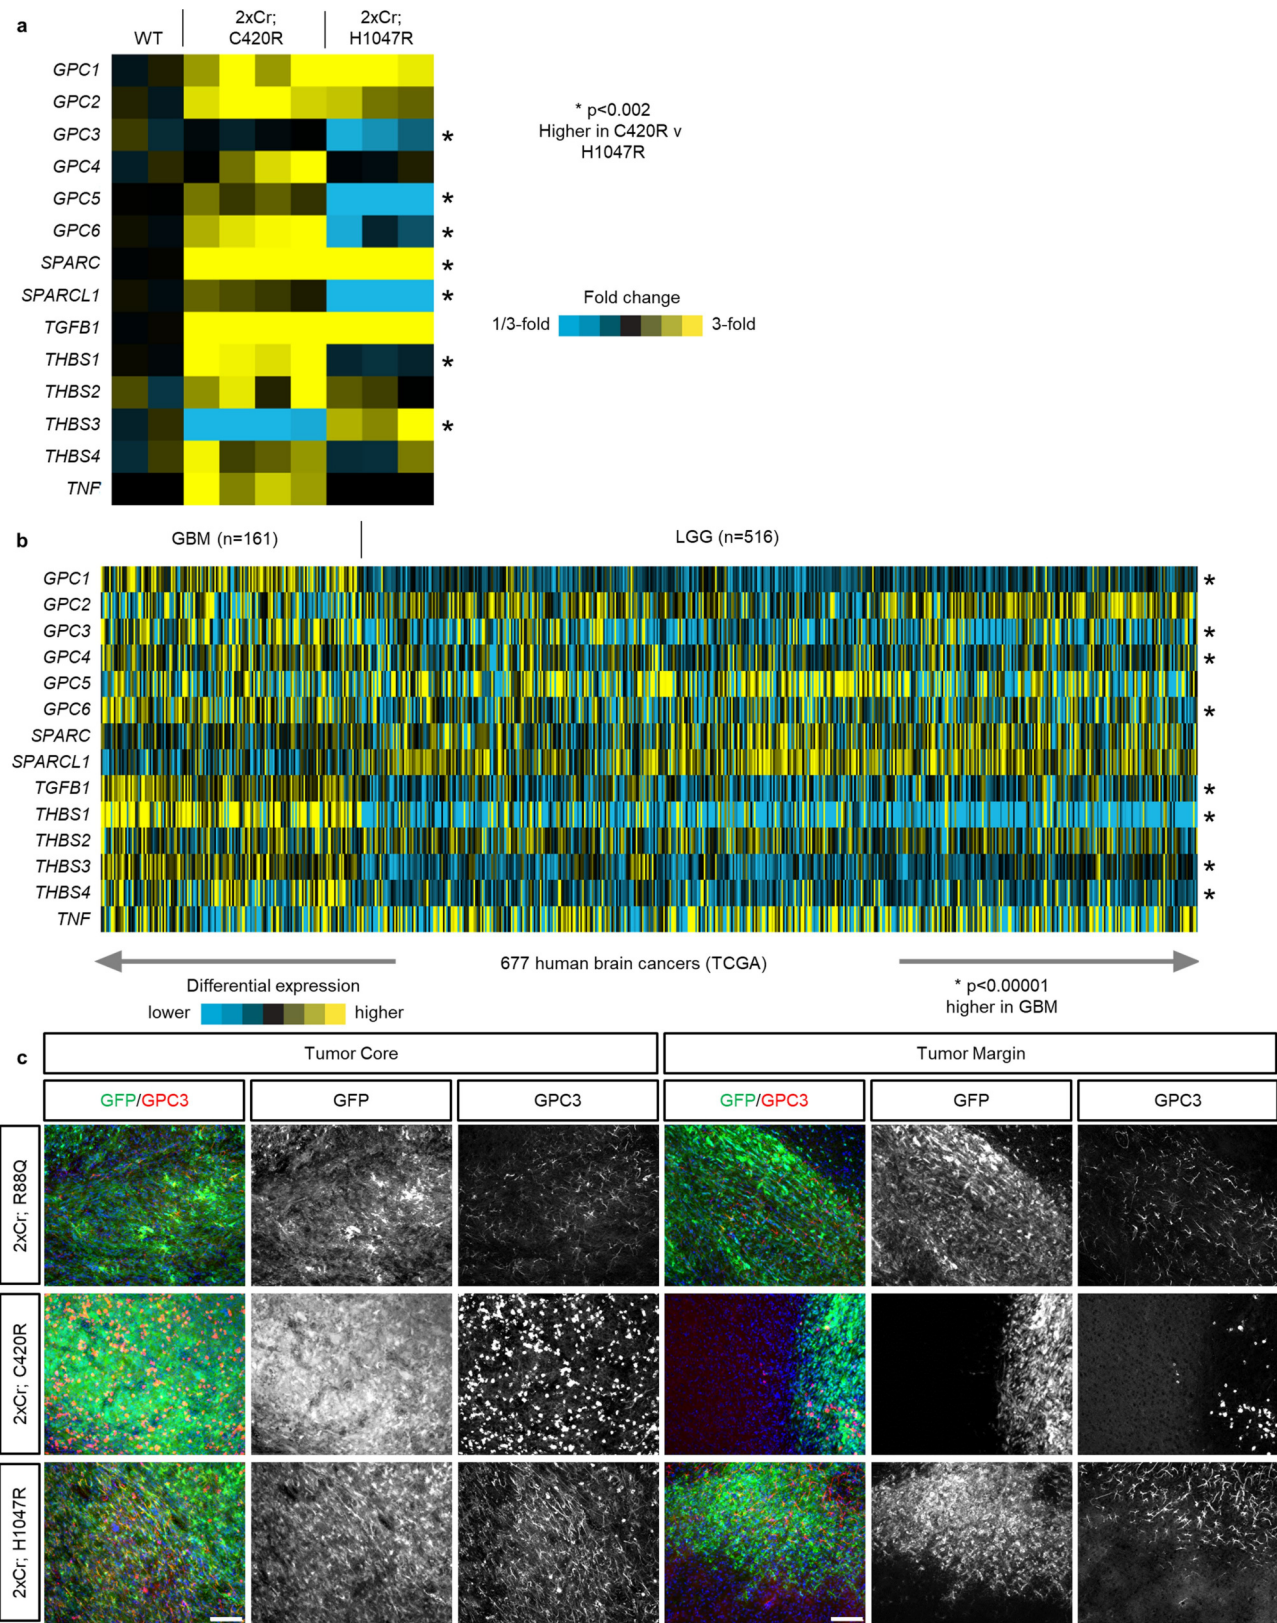 a
WT
2xCr;
C420R
2xCr;
H1047R
GPC1
GPC2
GPC3 *
GPC4
GPC5 *
GPC6 *
SPARC *
SPARCL1 *
TGFB1
THBS1 *
THBS2
THBS3 *
THBS4
TNF
* p<0.002
Higher in C420R v
H1047R
Fold change
1/3-fold 3-fold
b
GBM (n=161) LGG (n=516)
GPC1 *
GPC2
GPC3 *
GPC4 *
GPC5
GPC6 *
SPARC
SPARCL1
TGFB1 *
THBS1 *
THBS2
THBS3 *
THBS4 *
TNF
677 human brain cancers (TCGA)
Differential expression
lower higher
* p<0.00001
higher in GBM
c
Tumor Core Tumor Margin
GFP/GPC3 GFP GPC3 GFP/GPC3 GFP GPC3
2xCr; R88Q
2xCr; C420R
2xCr; H1047R